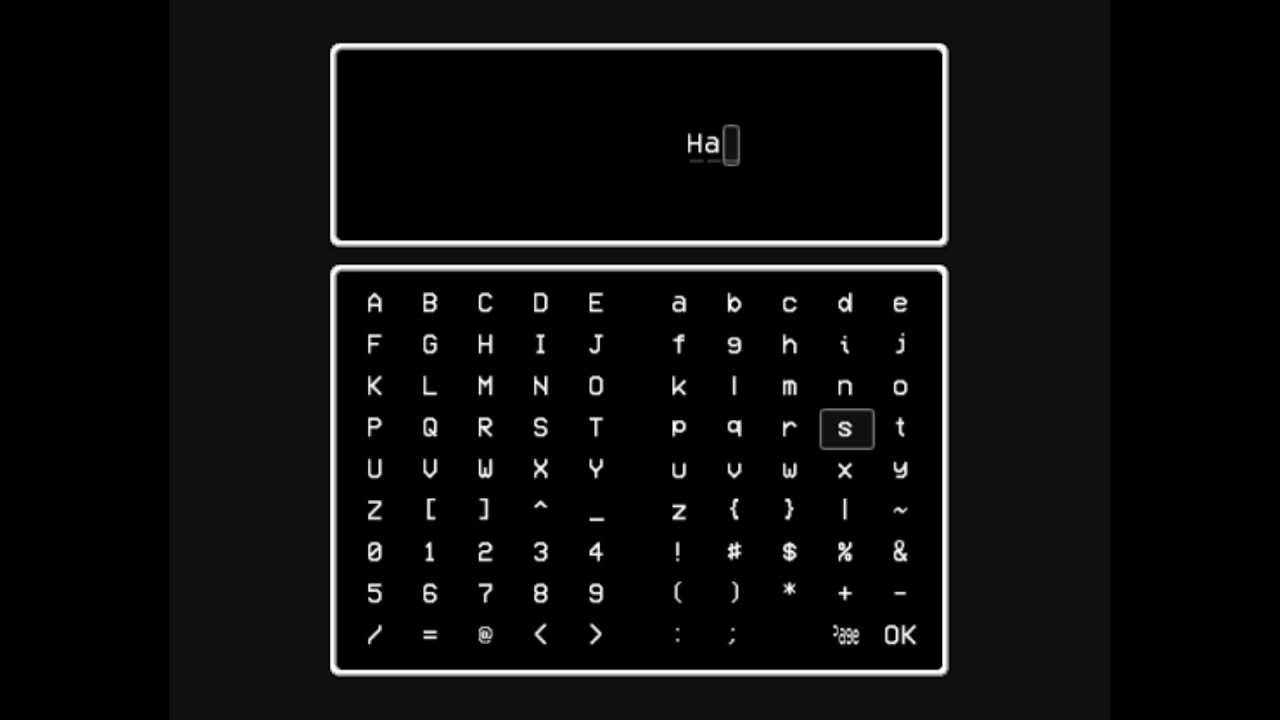 Ha
A B C D E a b c d e
F G H I J f g h i j
K L M N O k l m n o
P Q R S T p q r s t
U V W X Y u v w x y
Z [ ] ^ _ z { } | ~
0 1 2 3 4 ! # $ % &
5 6 7 8 9 ( ) * + -
/ = @ < > : ; Page OK